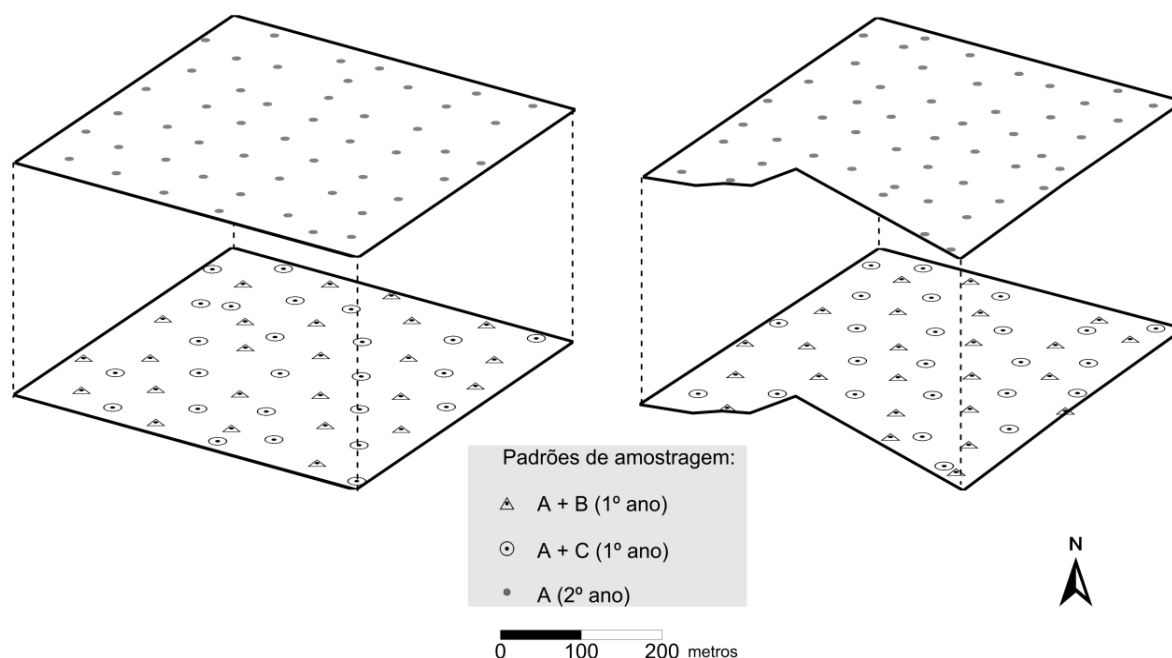 Padrões de amostragem:
A + B (1º ano)
A + C (1º ano)
A (2º ano)
N
0 100 200 metros